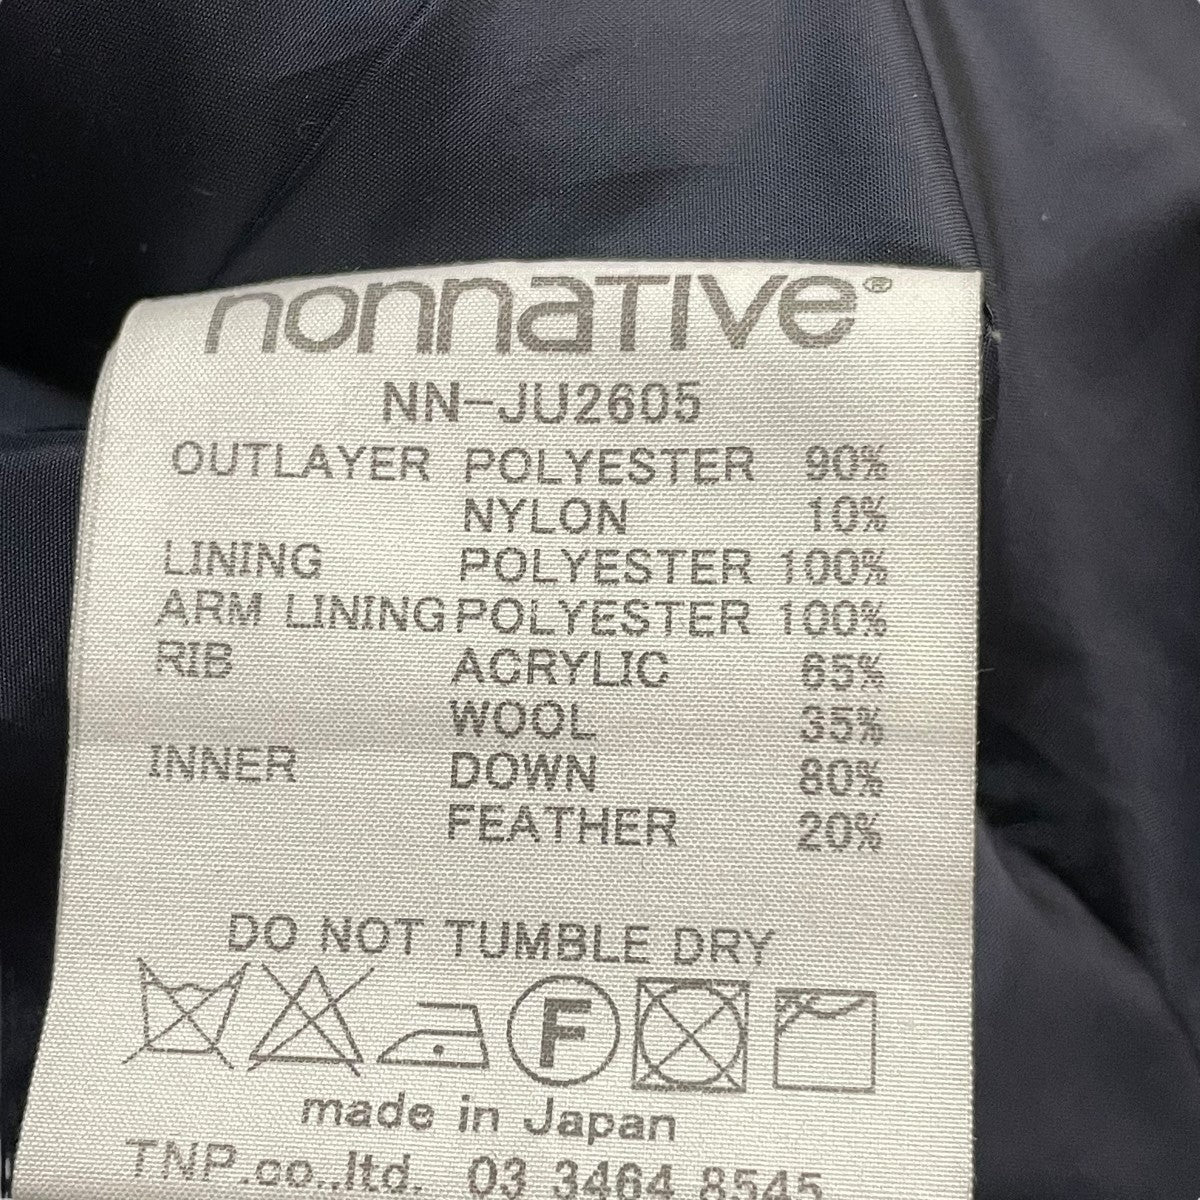 nonnaTIVe®
NN-JU2605
OUTLAYER POLYESTER 90%
NYLON 10%
LINING POLYESTER 100%
ARM LINING POLYESTER 100%
RIB ACRYLIC 65%
WOOL 35%
INNER DOWN 80%
FEATHER 20%
DO NOT TUMBLE DRY
F
made in Japan
TNP.co.,ltd. 03 3464 8545